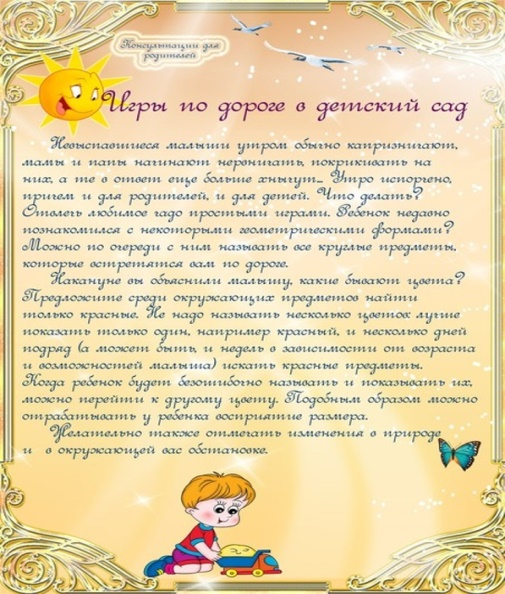 Консультации для
родителей
Игры по дороге в детский сад
Невыспавшиеся малыши утром обычно капризничают,
мамы и папы начинают нервничать, покрикивать на
них, а те в ответ еще больше хнычут... Утро испорчено,
причем и для родителей, и для детей. Что делать?
Отвлечь любимое чадо простыми играми. Ребенок недавно
познакомился с некоторыми геометрическими формами?
Можно по очереди с ним называть все круглые предметы,
которые встретятся вам по дороге.
Накануне вы объяснили малышу, какие бывают цвета?
Предложите среди окружающих предметов найти
только красные. Не надо называть несколько цветов: лучше
показать только один, например красный, и несколько дней
подряд (а может быть, и недель в зависимости от возраста
и возможностей малыша) искать красные предметы.
Когда ребенок будет безошибочно называть и показывать их,
можно перейти к другому цвету. Подобным образом можно
отрабатывать у ребенка восприятие размера.
Желательно также отмечать изменения в природе
и в окружающей вас обстановке.